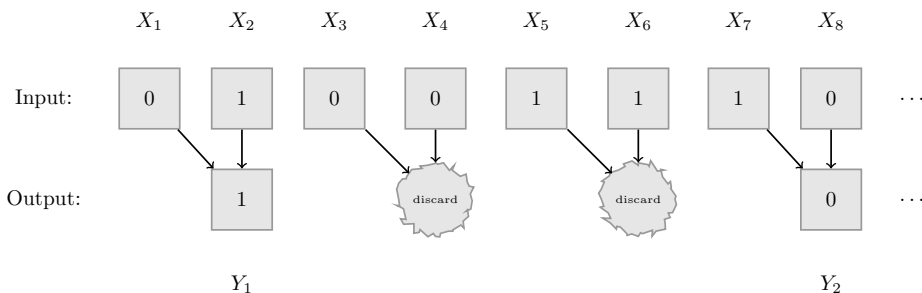 X₁ X₂ X₃ X₄ X₅ X₆ X₇ X₈
Input: 0 1 0 0 1 1 1 0 ...
Output: 1 discard discard 0 ...
Y₁ Y₂